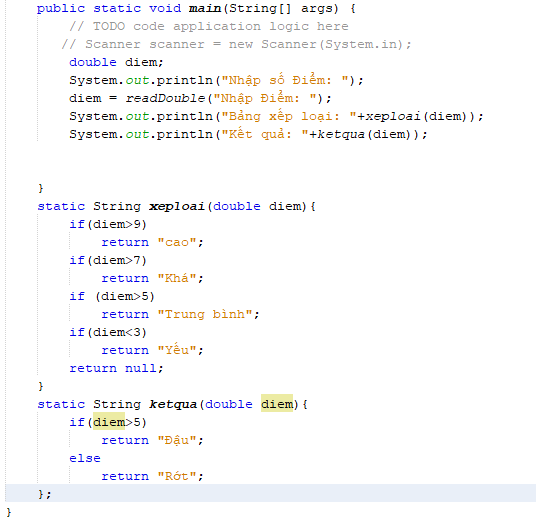 public static void main(String[] args) {
// TODO code application logic here
// Scanner scanner = new Scanner(System.in);
double diem;
System.out.println("Nhập số Điểm: ");
diem = readDouble("Nhập Điểm: ");
System.out.println("Bảng xếp loại: "+xeploai(diem));
System.out.println("Kết quả: "+ketqua(diem));
}
static String xeploai(double diem){
if(diem>9)
return "cao";
if(diem>7)
return "Khá";
if (diem>5)
return "Trung bình";
if(diem<3)
return "Yếu";
return null;
}
static String ketqua(double diem){
if(diem>5)
return "Đậu";
else
return "Rớt";
};
}